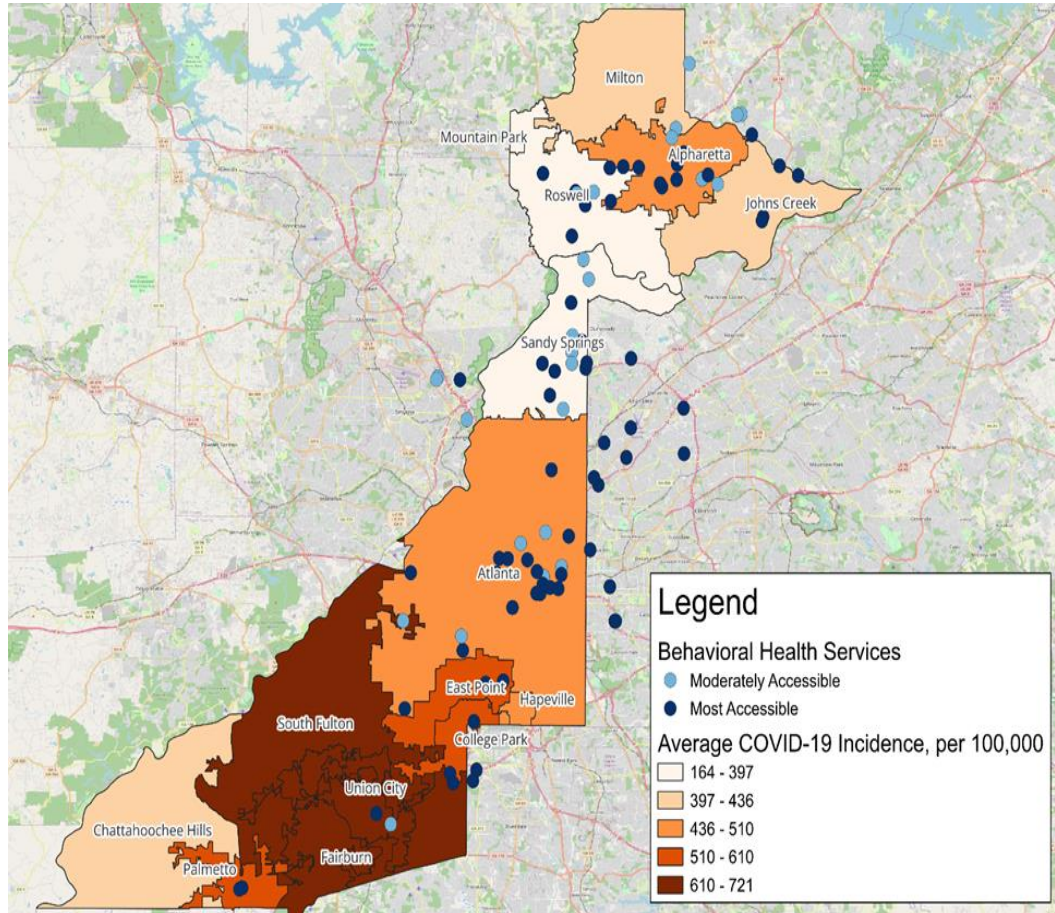 Milton
Mountain Park
Alpharetta
Roswell
Johns Creek
Sandy Springs
Atlanta
East Point
Hapeville
South Fulton
College Park
Union City
Chattahoochee Hills
Fairburn
Palmetto
Legend
Behavioral Health Services
Moderately Accessible
Most Accessible
Average COVID-19 Incidence, per 100,000
164 - 397
397 - 436
436 - 510
510 - 610
610 - 721